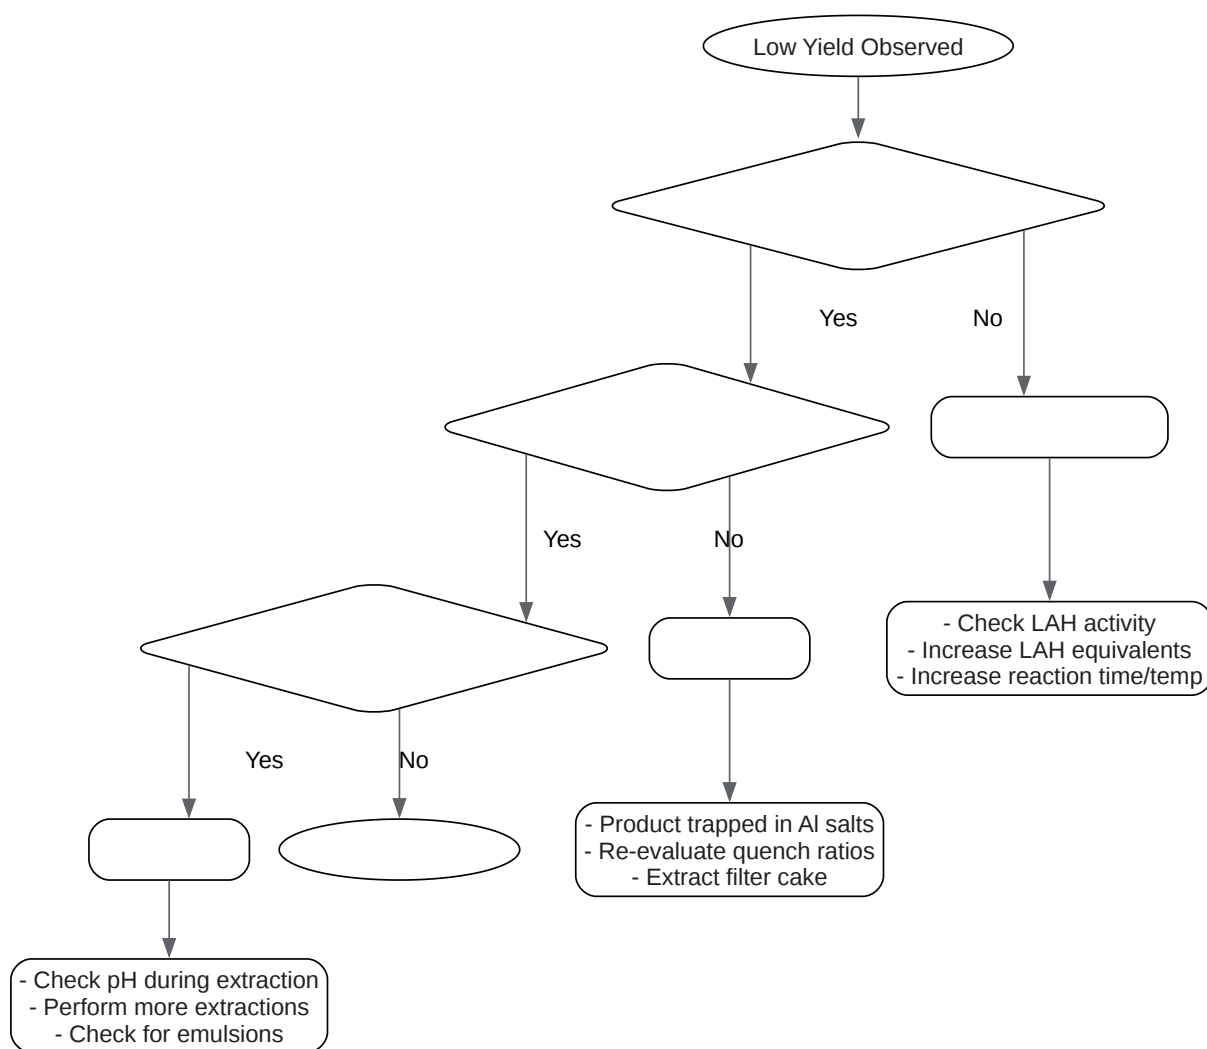 Low Yield Observed
Yes
No
Yes
No
- Check LAH activity
- Increase LAH equivalents
- Increase reaction time/temp
Yes
No
- Product trapped in Al salts
- Re-evaluate quench ratios
- Extract filter cake
- Check pH during extraction
- Perform more extractions
- Check for emulsions